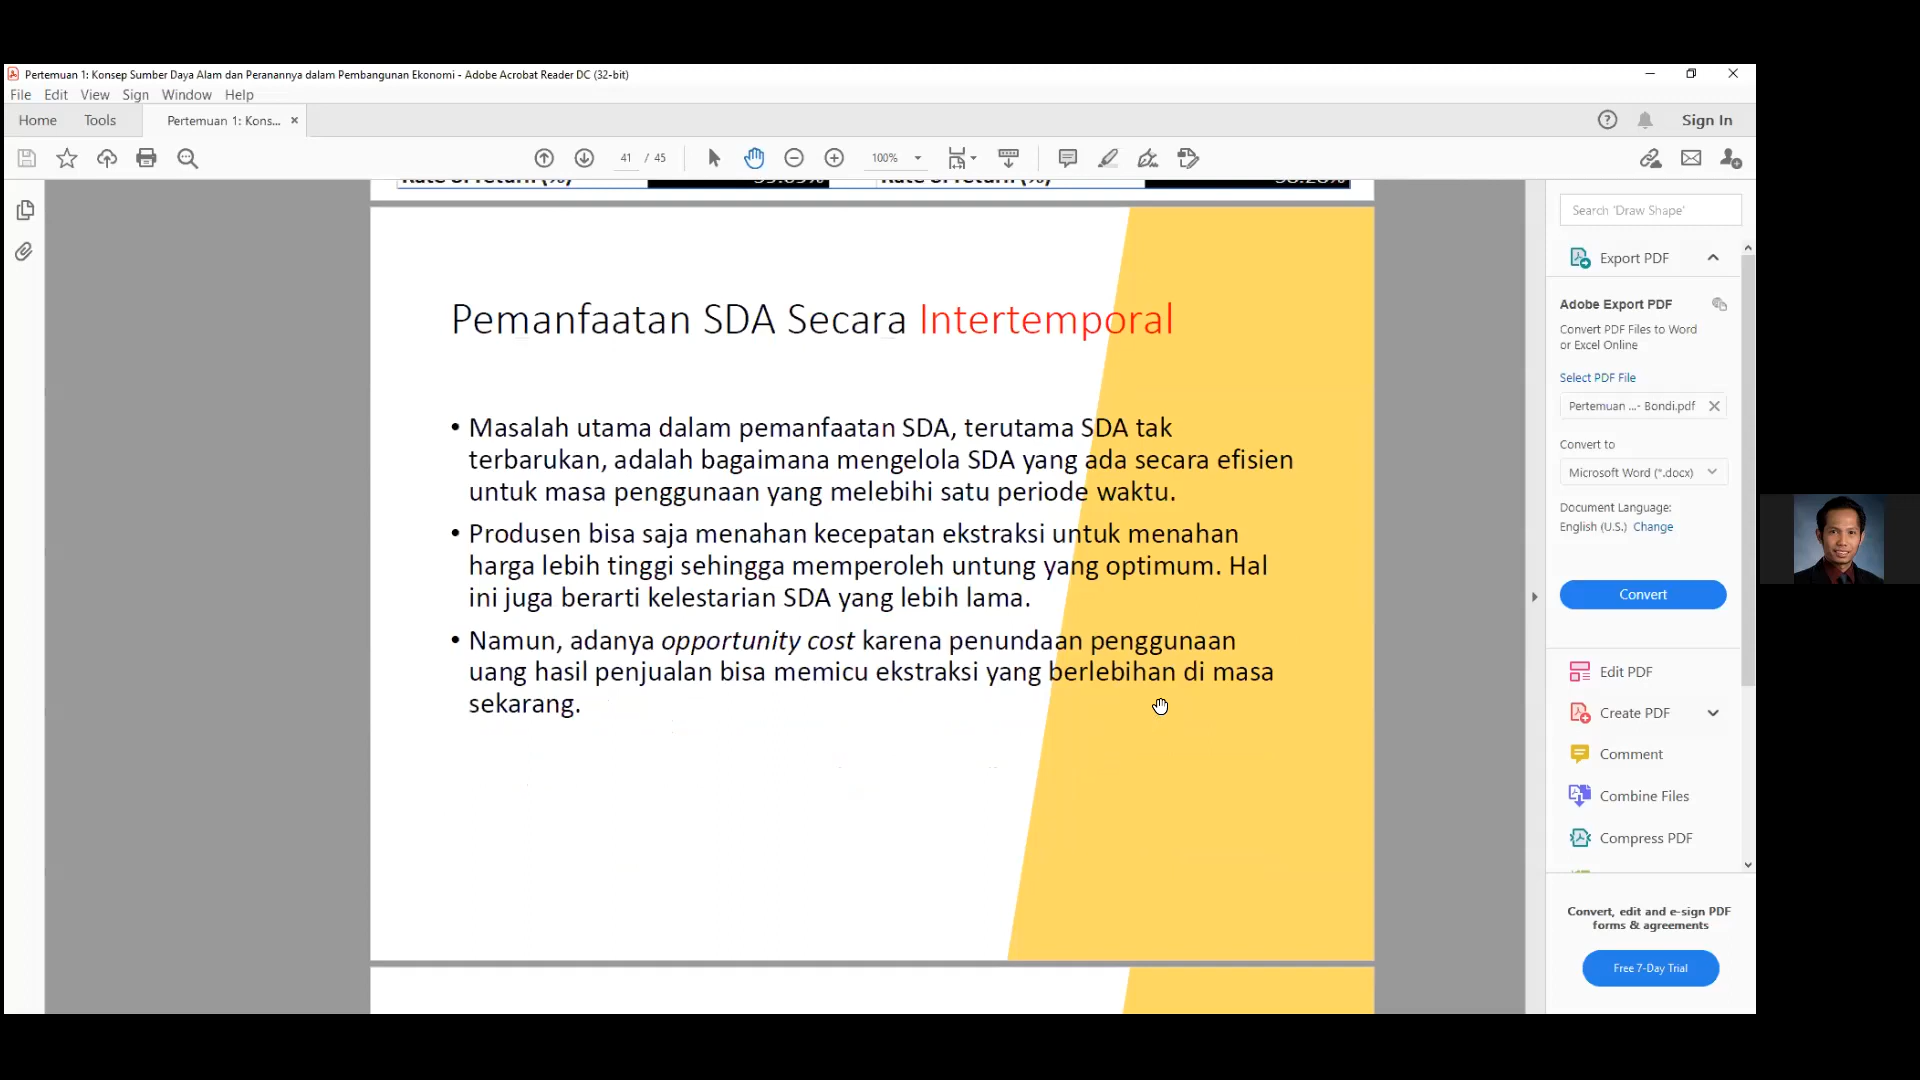 Pertemuan 1: Konsep Sumber Daya Alam dan Peranannya dalam Pembangunan Ekonomi - Adobe Acrobat Reader DC (32-bit)
File Edit View Sign Window Help
Home Tools Pertemuan 1: Kons... × Sign In
41 / 45 100%
Rate of return (%) Rate of return (%)
Pemanfaatan SDA Secara Intertemporal
• Masalah utama dalam pemanfaatan SDA, terutama SDA tak
terbarukan, adalah bagaimana mengelola SDA yang ada secara efisien
untuk masa penggunaan yang melebihi satu periode waktu.
• Produsen bisa saja menahan kecepatan ekstraksi untuk menahan
harga lebih tinggi sehingga memperoleh untung yang optimum. Hal
ini juga berarti kelestarian SDA yang lebih lama.
• Namun, adanya opportunity cost karena penundaan penggunaan
uang hasil penjualan bisa memicu ekstraksi yang berlebihan di masa
sekarang.
Search 'Draw Shape'
Export PDF
Adobe Export PDF
Convert PDF Files to Word
or Excel Online
Select PDF File
Pertemuan ...- Bondi.pdf
Convert to
Microsoft Word (*.docx)
Document Language:
English (U.S.) Change
Convert
Edit PDF
Create PDF
Comment
Combine Files
Compress PDF
Convert, edit and e-sign PDF
forms & agreements
Free 7-Day Trial